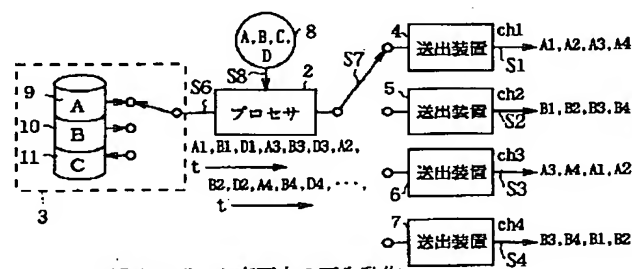 A,B,C,
D
8
S8
S7
4
送出装置
ch1
S1
A1, A2, A3, A4
9
A
10
B
11
C
3
S6
2
プロセサ
5
送出装置
ch2
S2
B1, B2, B3, B4
A1, B1, D1, A3, B3, D3, A2,
t
B2, D2, A4, B4, D4, ・・・,
t
6
送出装置
ch3
S3
A3, A4, A1, A2
7
送出装置
ch4
S4
B3, B4, B1, B2